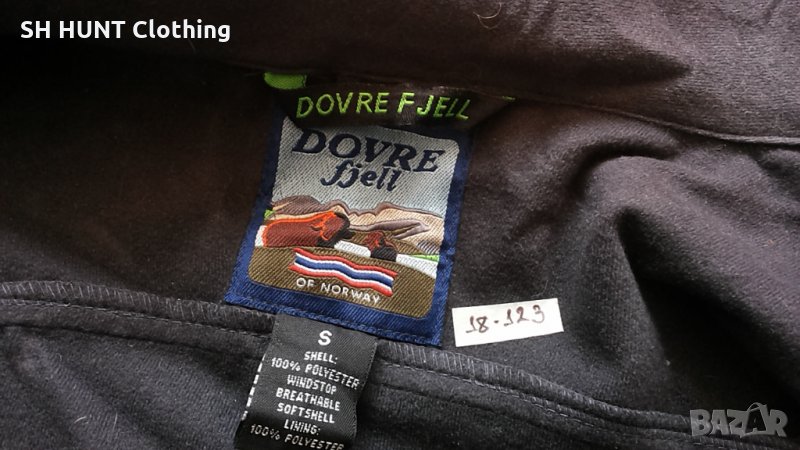 SH HUNT Clothing
DOVRE FJELL
DOVRE
fjell
OF NORWAY
18-123
S
SHELL:
100% POLYESTER
WINDSTOP
BREATHABLE
SOFTSHELL
LINING:
100% POLYESTER
BAZAR